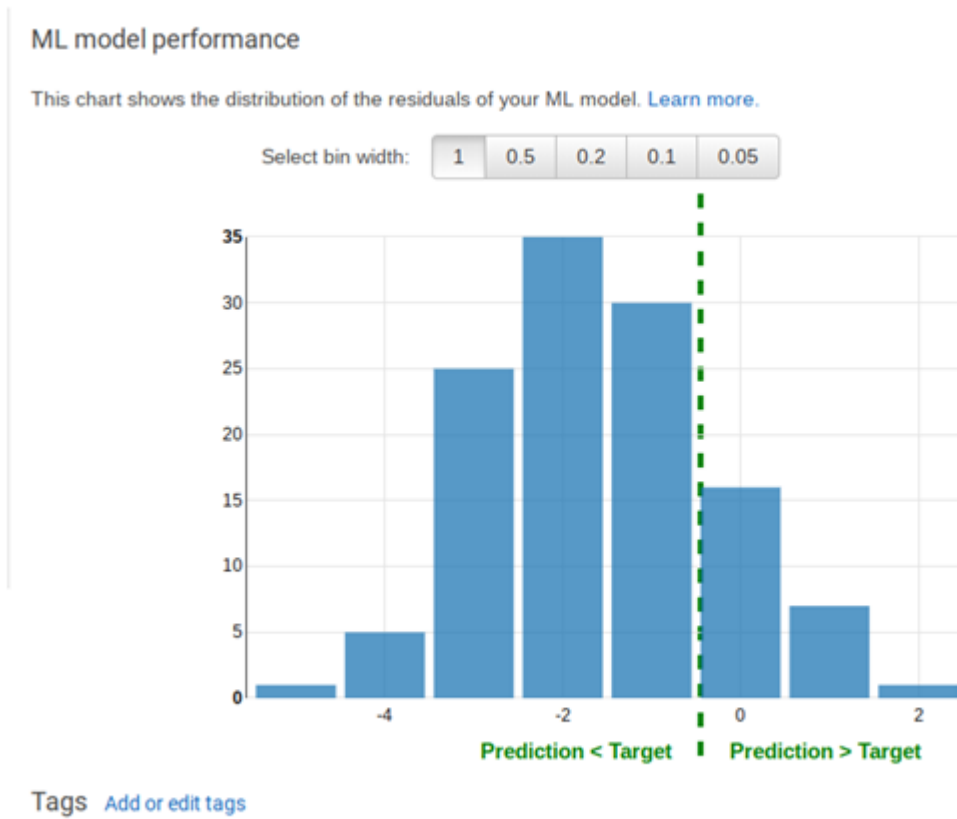 ML model performance
This chart shows the distribution of the residuals of your ML model. Learn more.
Select bin width: 1 0.5 0.2 0.1 0.05
35
30
25
20
15
10
5
0
-4 -2 0 2
Prediction < Target Prediction > Target
Tags Add or edit tags